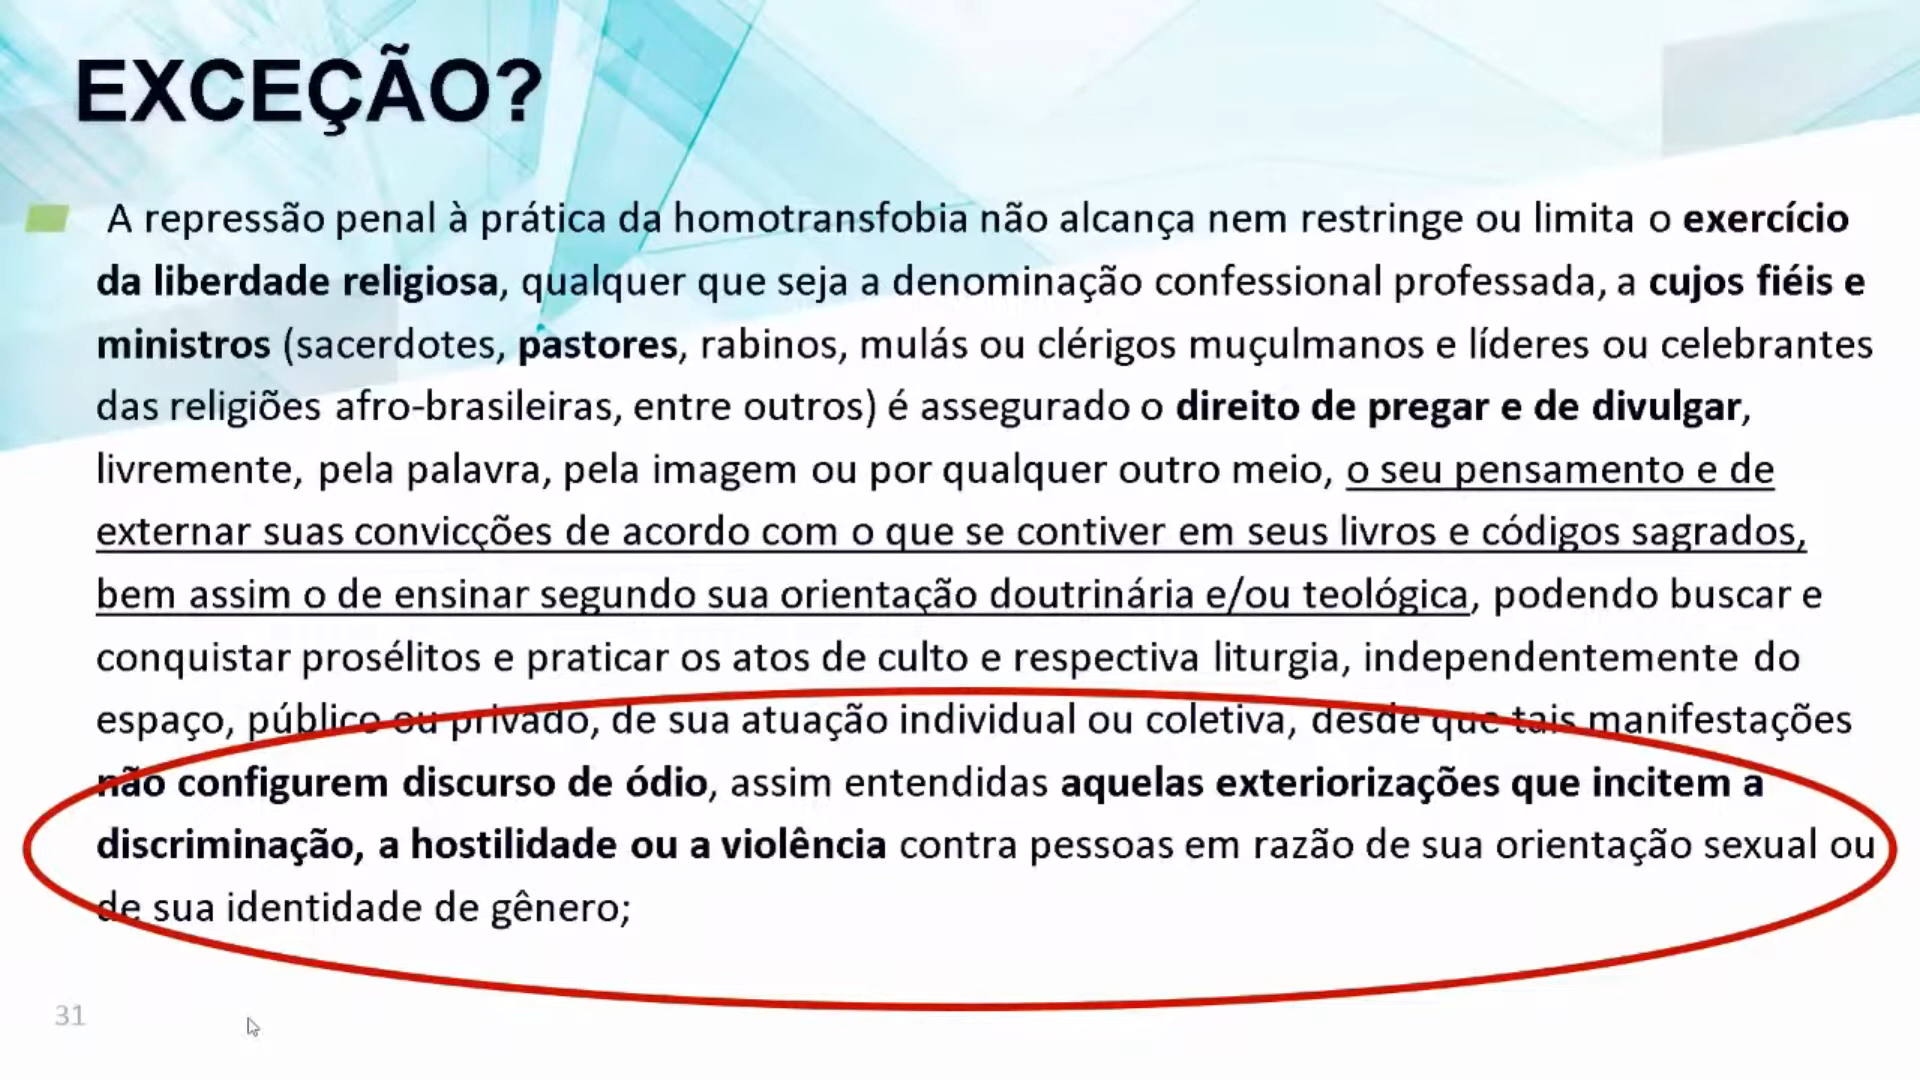 EXCEÇÃO?
A repressão penal à prática da homotransfobia não alcança nem restringe ou limita o exercício
da liberdade religiosa, qualquer que seja a denominação confessional professada, a cujos fiéis e
ministros (sacerdotes, pastores, rabinos, mulás ou clérigos muçulmanos e líderes ou celebrantes
das religiões afro-brasileiras, entre outros) é assegurado o direito de pregar e de divulgar,
livremente, pela palavra, pela imagem ou por qualquer outro meio, o seu pensamento e de
externar suas convicções de acordo com o que se contiver em seus livros e códigos sagrados,
bem assim o de ensinar segundo sua orientação doutrinária e/ou teológica, podendo buscar e
conquistar prosélitos e praticar os atos de culto e respectiva liturgia, independentemente do
espaço, público ou privado, de sua atuação individual ou coletiva, desde que tais manifestações
não configurem discurso de ódio, assim entendidas aquelas exteriorizações que incitem a
discriminação, a hostilidade ou a violência contra pessoas em razão de sua orientação sexual ou
de sua identidade de gênero;
31